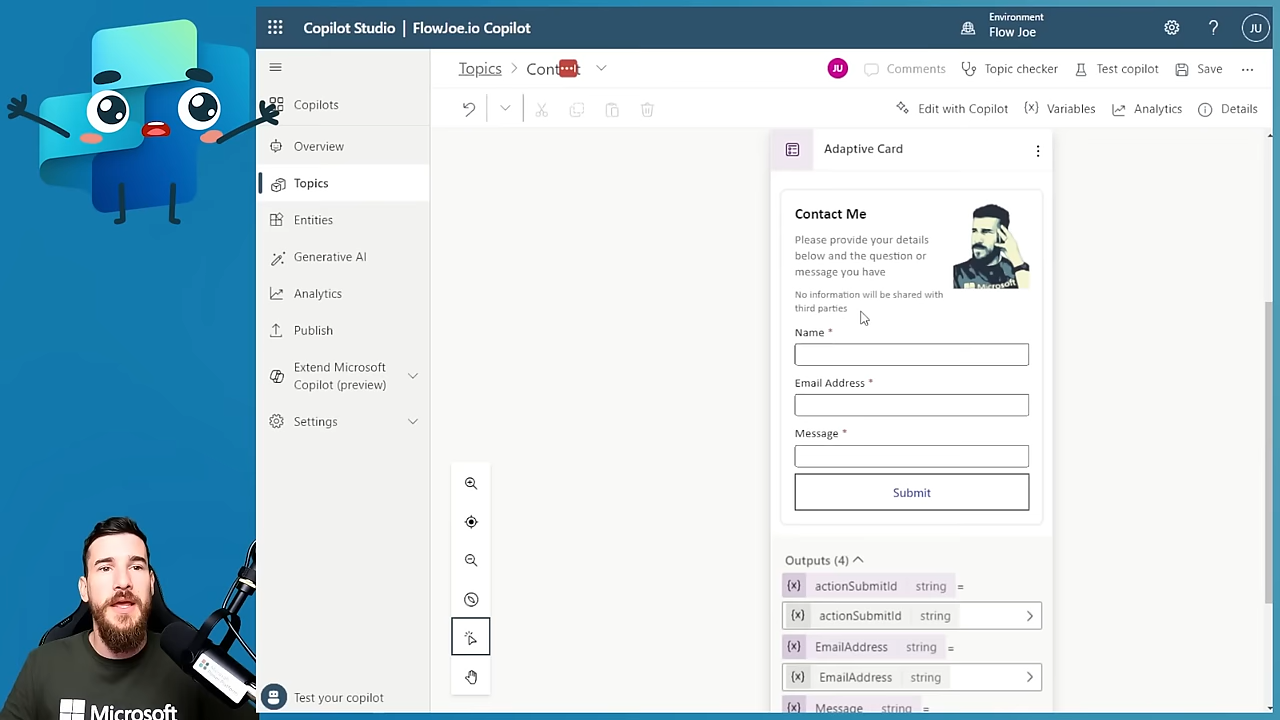 Copilot Studio | FlowJoe.io Copilot
Environment
Flow Joe
?
JU
Topics > Cont
JU
Comments
Topic checker
Test copilot
Save
...
Edit with Copilot
{x} Variables
Analytics
Details
Copilots
Overview
Topics
Entities
Generative AI
Analytics
Publish
Extend Microsoft
Copilot (preview)
Settings
Test your copilot
Adaptive Card
Contact Me
Please provide your details
below and the question or
message you have
No information will be shared with
third parties
Microsoft
Name *
Email Address *
Message *
Submit
Outputs (4)
{x} actionSubmitId string =
{x} actionSubmitId string
{x} EmailAddress string =
{x} EmailAddress string
{x} Message string =
Microsoft